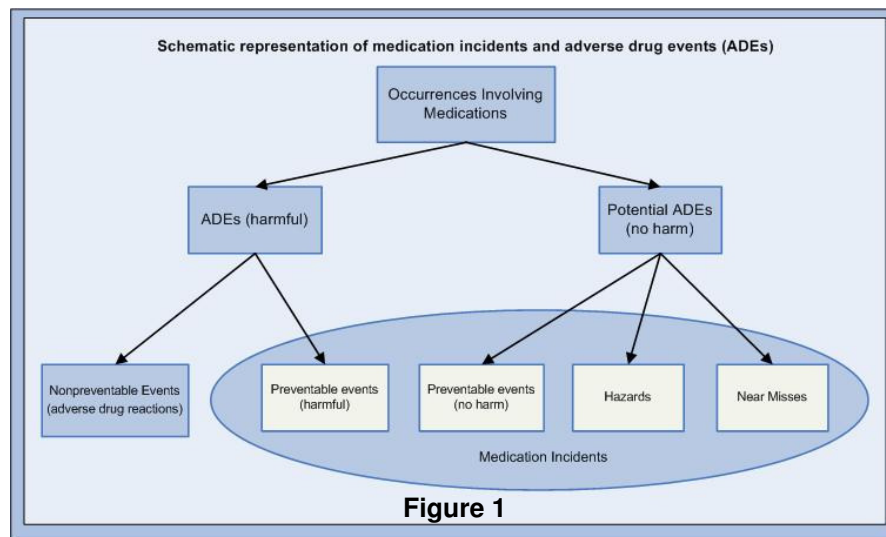 Schematic representation of medication incidents and adverse drug events (ADEs)
Occurrences Involving
Medications
ADEs (harmful)
Potential ADEs
(no harm)
Nonpreventable Events
(adverse drug reactions)
Preventable events
(harmful)
Preventable events
(no harm)
Hazards
Near Misses
Medication Incidents
Figure 1